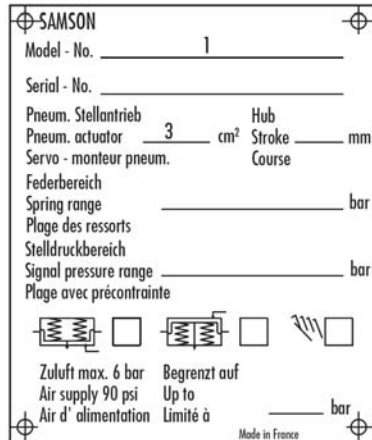 SAMSON
Model - No. 1
Serial - No.
Pneum. Stellantrieb Hub
Pneum. actuator 3 cm² Stroke mm
Servo - monteur pneum. Course
Federbereich
Spring range bar
Plage des ressorts
Stelldruckbereich
Signal pressure range bar
Plage avec précontrainte
Zuluft max. 6 bar Begrenzt auf
Air supply 90 psi Up to
Air d' alimentation Limité à bar
Made in France